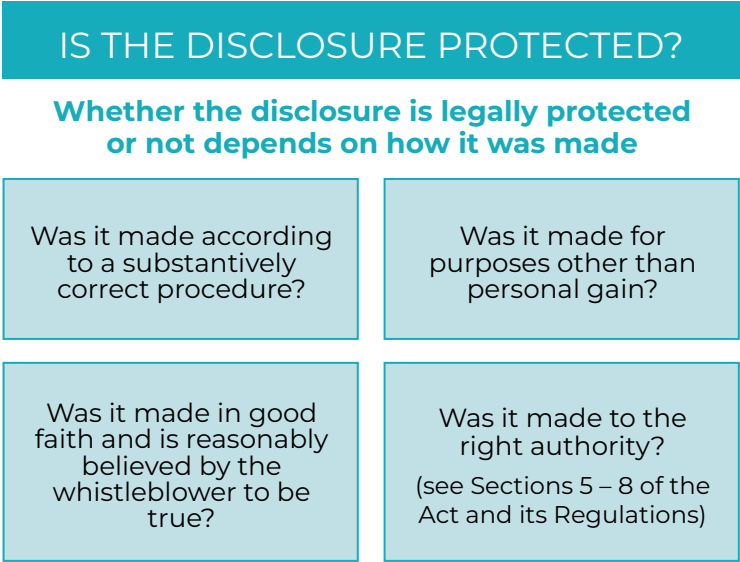 IS THE DISCLOSURE PROTECTED?
Whether the disclosure is legally protected
or not depends on how it was made
Was it made according
to a substantively
correct procedure?
Was it made for
purposes other than
personal gain?
Was it made in good
faith and is reasonably
believed by the
whistleblower to be
true?
Was it made to the
right authority?
(see Sections 5 – 8 of the
Act and its Regulations)